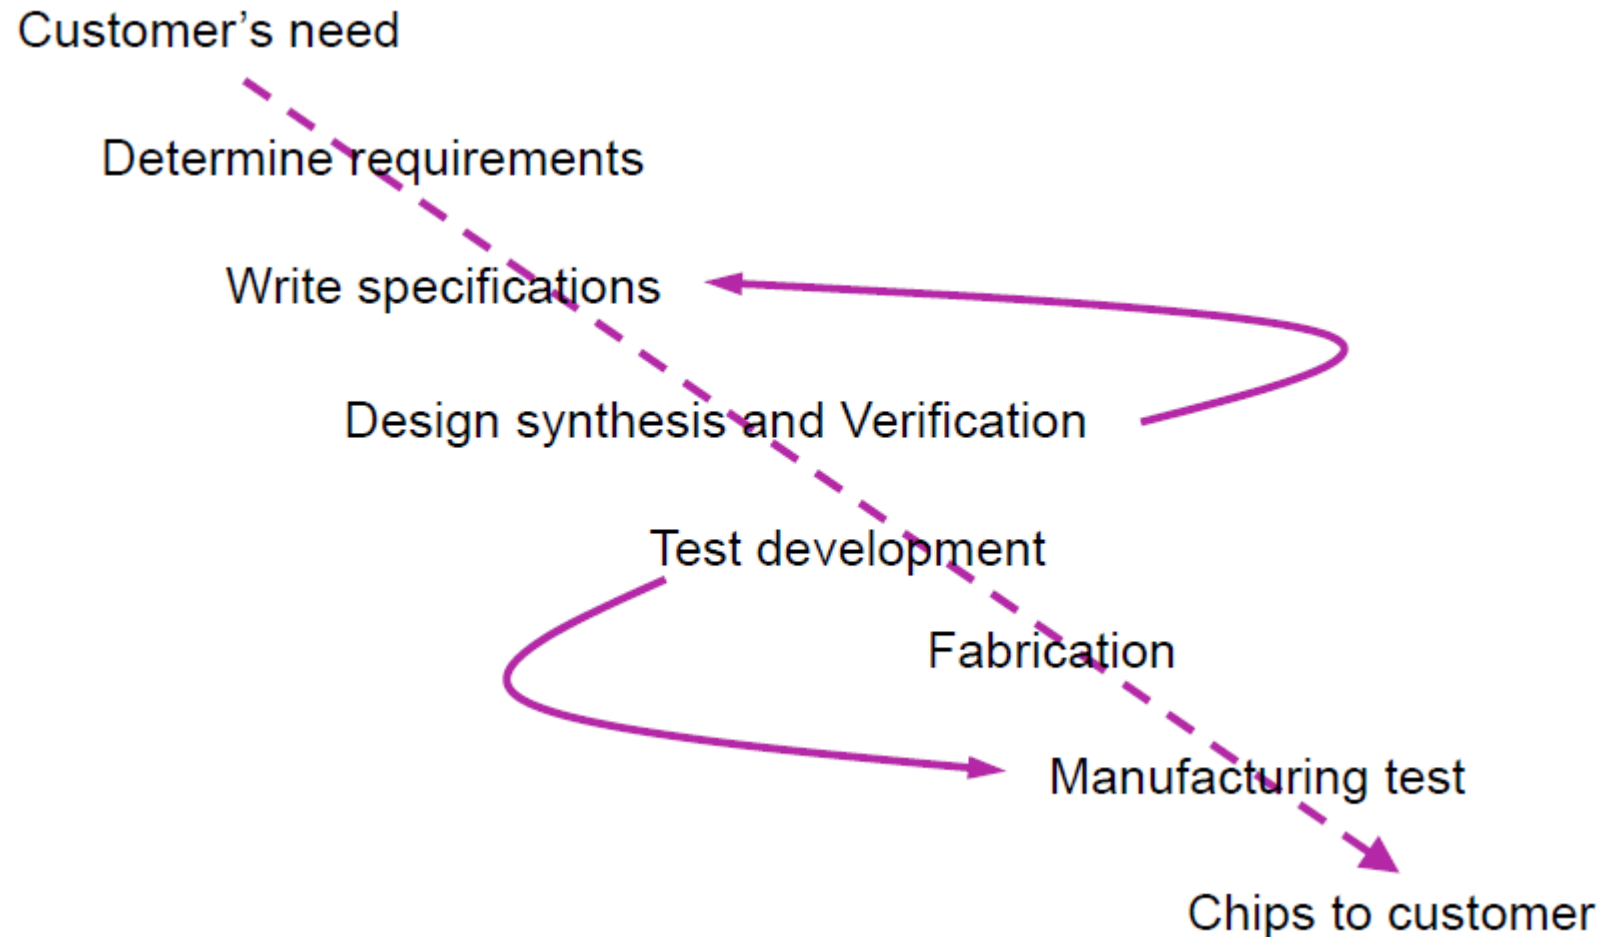 Customer’s need
Determine requirements
Write specifications
Design synthesis and Verification
Test development
Fabrication
Manufacturing test
Chips to customer